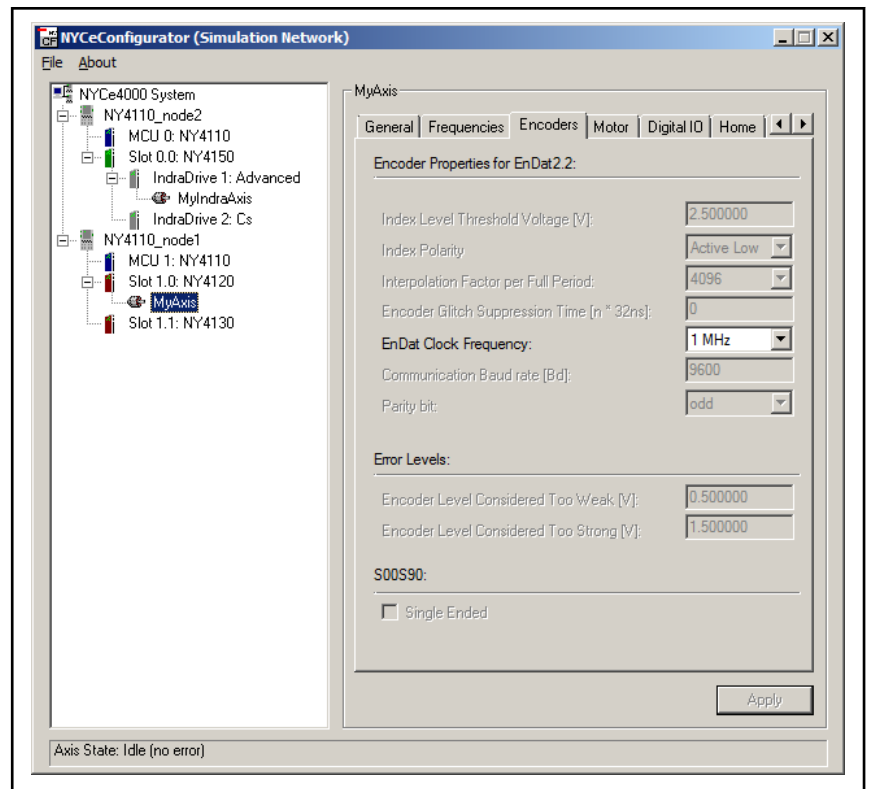 NYCeConfigurator (Simulation Network)
File About
NYCe4000 System
NY4110_node2
MCU 0: NY4110
Slot 0.0: NY4150
IndraDrive 1: Advanced
MyIndraAxis
IndraDrive 2: Cs
NY4110_node1
MCU 1: NY4110
Slot 1.0: NY4120
MyAxis
Slot 1.1: NY4130
MyAxis
General Frequencies Encoders Motor Digital IO Home
Encoder Properties for EnDat2.2:
Index Level Threshold Voltage [V]: 2.500000
Index Polarity Active Low
Interpolation Factor per Full Period: 4096
Encoder Glitch Suppression Time [n * 32ns]: 0
EnDat Clock Frequency: 1 MHz
Communication Baud rate [Bd]: 9600
Parity bit: odd
Error Levels:
Encoder Level Considered Too Weak [V]: 0.500000
Encoder Level Considered Too Strong [V]: 1.500000
S00S90:
Single Ended
Apply
Axis State: Idle (no error)